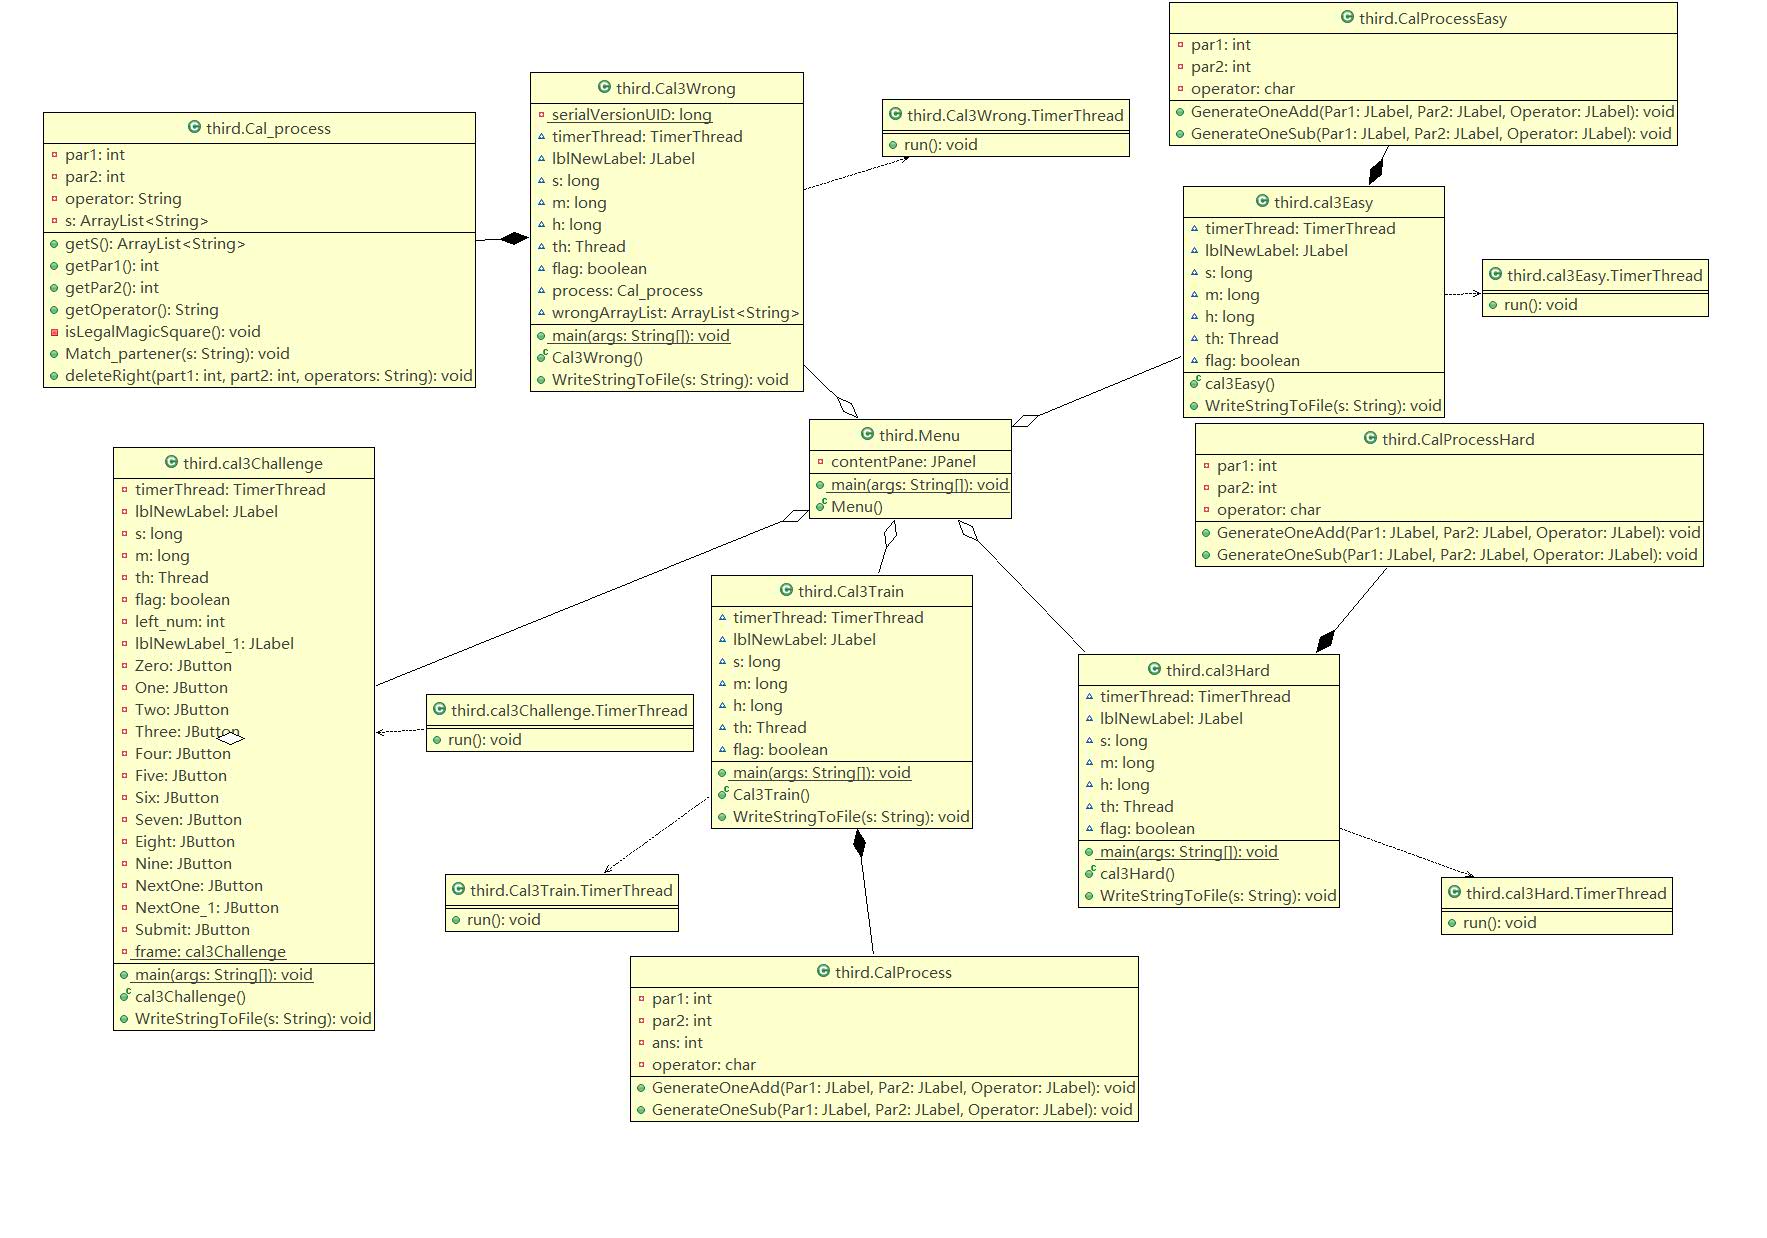 third.CalProcessEasy
par1: int
par2: int
operator: char
GenerateOneAdd(Par1: JLabel, Par2: JLabel, Operator: JLabel): void
GenerateOneSub(Par1: JLabel, Par2: JLabel, Operator: JLabel): void
third.Cal3Wrong
serialVersionUID: long
timerThread: TimerThread
lblNewLabel: JLabel
s: long
m: long
h: long
th: Thread
flag: boolean
process: Cal_process
wrongArrayList: ArrayList<String>
main(args: String[]): void
Cal3Wrong()
WriteStringToFile(s: String): void
third.Cal3Wrong.TimerThread
run(): void
third.Cal_process
par1: int
par2: int
operator: String
s: ArrayList<String>
getS(): ArrayList<String>
getPar1(): int
getPar2(): int
getOperator(): String
isLegalMagicSquare(): void
Match_partener(s: String): void
deleteRight(part1: int, part2: int, operators: String): void
third.cal3Easy
timerThread: TimerThread
lblNewLabel: JLabel
s: long
m: long
h: long
th: Thread
flag: boolean
cal3Easy()
WriteStringToFile(s: String): void
third.cal3Easy.TimerThread
run(): void
third.Menu
contentPane: JPanel
main(args: String[]): void
Menu()
third.CalProcessHard
par1: int
par2: int
operator: char
GenerateOneAdd(Par1: JLabel, Par2: JLabel, Operator: JLabel): void
GenerateOneSub(Par1: JLabel, Par2: JLabel, Operator: JLabel): void
third.cal3Challenge
timerThread: TimerThread
lblNewLabel: JLabel
s: long
m: long
th: Thread
flag: boolean
left_num: int
lblNewLabel_1: JLabel
Zero: JButton
One: JButton
Two: JButton
Three: JButton
Four: JButton
Five: JButton
Six: JButton
Seven: JButton
Eight: JButton
Nine: JButton
NextOne: JButton
NextOne_1: JButton
Submit: JButton
frame: cal3Challenge
main(args: String[]): void
cal3Challenge()
WriteStringToFile(s: String): void
third.cal3Challenge.TimerThread
run(): void
third.Cal3Train
timerThread: TimerThread
lblNewLabel: JLabel
s: long
m: long
h: long
th: Thread
flag: boolean
main(args: String[]): void
Cal3Train()
WriteStringToFile(s: String): void
third.cal3Hard
timerThread: TimerThread
lblNewLabel: JLabel
s: long
m: long
h: long
th: Thread
flag: boolean
main(args: String[]): void
cal3Hard()
WriteStringToFile(s: String): void
third.Cal3Train.TimerThread
run(): void
third.cal3Hard.TimerThread
run(): void
third.CalProcess
par1: int
par2: int
ans: int
operator: char
GenerateOneAdd(Par1: JLabel, Par2: JLabel, Operator: JLabel): void
GenerateOneSub(Par1: JLabel, Par2: JLabel, Operator: JLabel): void